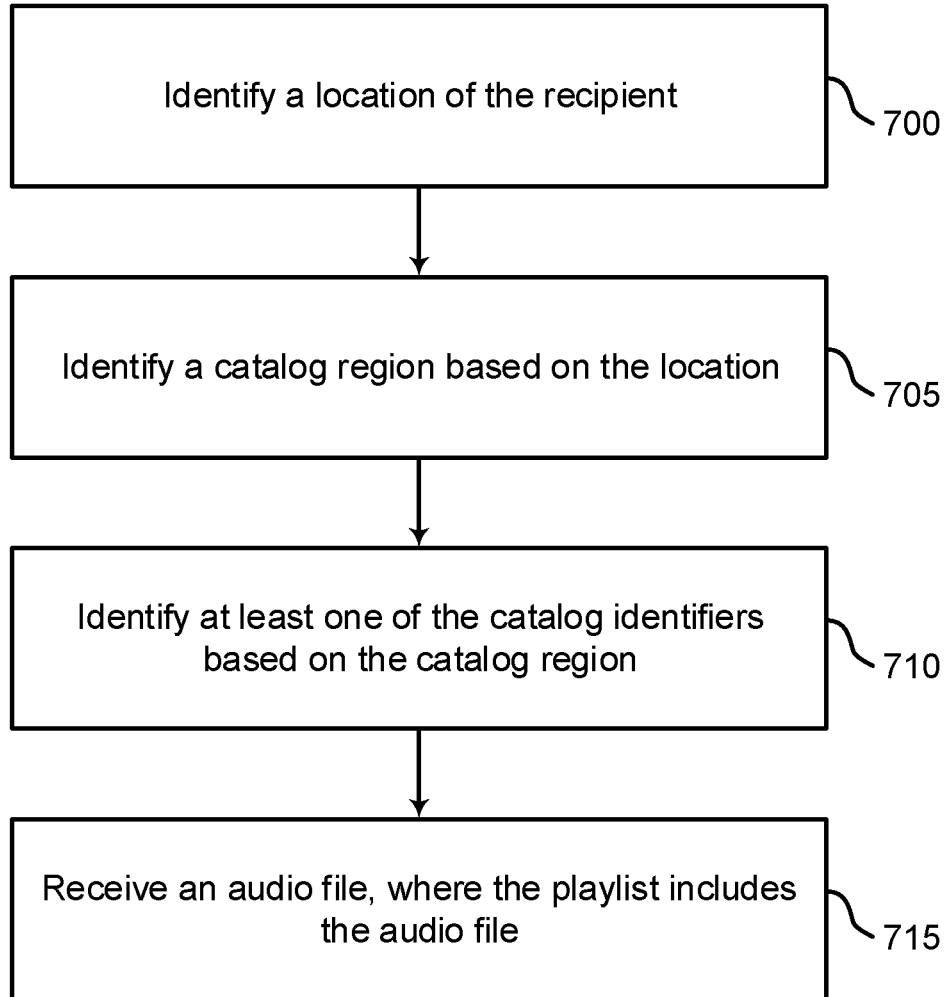 Identify a location of the recipient
700
Identify a catalog region based on the location
705
Identify at least one of the catalog identifiers
based on the catalog region
710
Receive an audio file, where the playlist includes
the audio file
715